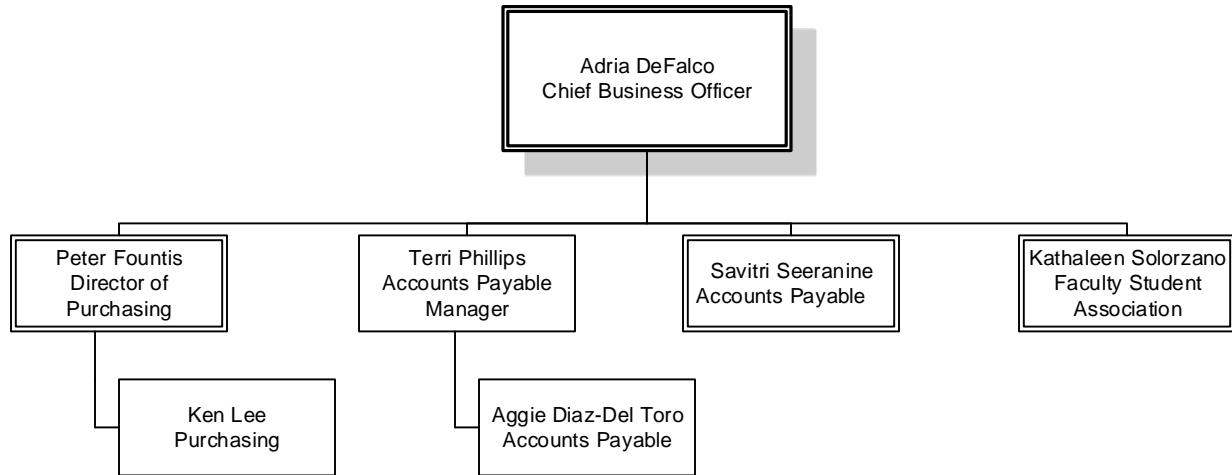 Adria DeFalco
Chief Business Officer
Peter Fountis
Director of
Purchasing
Terri Phillips
Accounts Payable
Manager
Savitri Seeranine
Accounts Payable
Kathaleen Solorzano
Faculty Student
Association
Ken Lee
Purchasing
Aggie Diaz-Del Toro
Accounts Payable